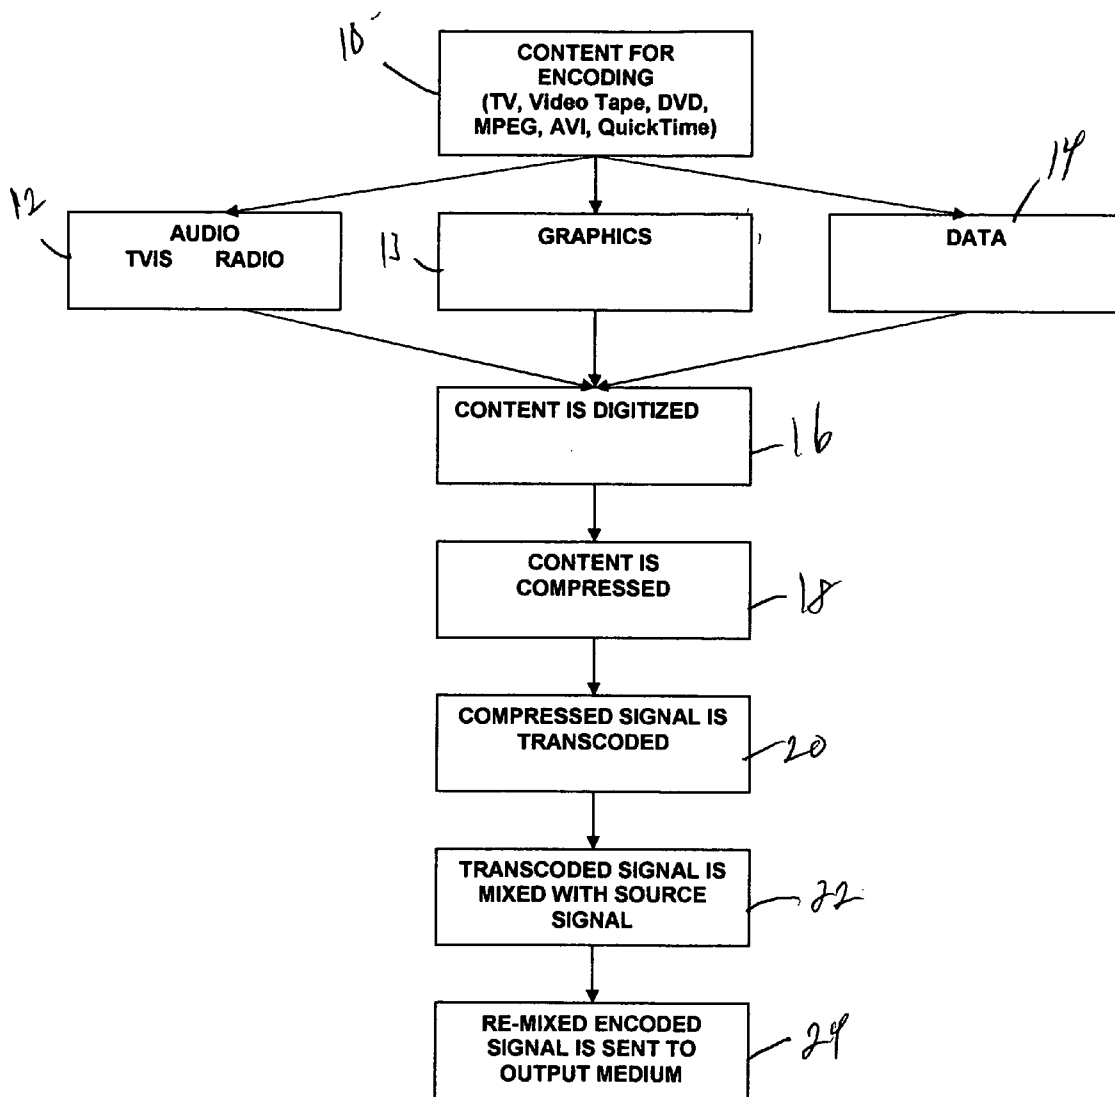 10
CONTENT FOR
ENCODING
(TV, Video Tape, DVD,
MPEG, AVI, QuickTime)
12
AUDIO
TVIS RADIO
13
GRAPHICS
14
DATA
CONTENT IS DIGITIZED
16
CONTENT IS
COMPRESSED
18
COMPRESSED SIGNAL IS
TRANSCODED
20
TRANSCODED SIGNAL IS
MIXED WITH SOURCE
SIGNAL
22
RE-MIXED ENCODED
SIGNAL IS SENT TO
OUTPUT MEDIUM
24